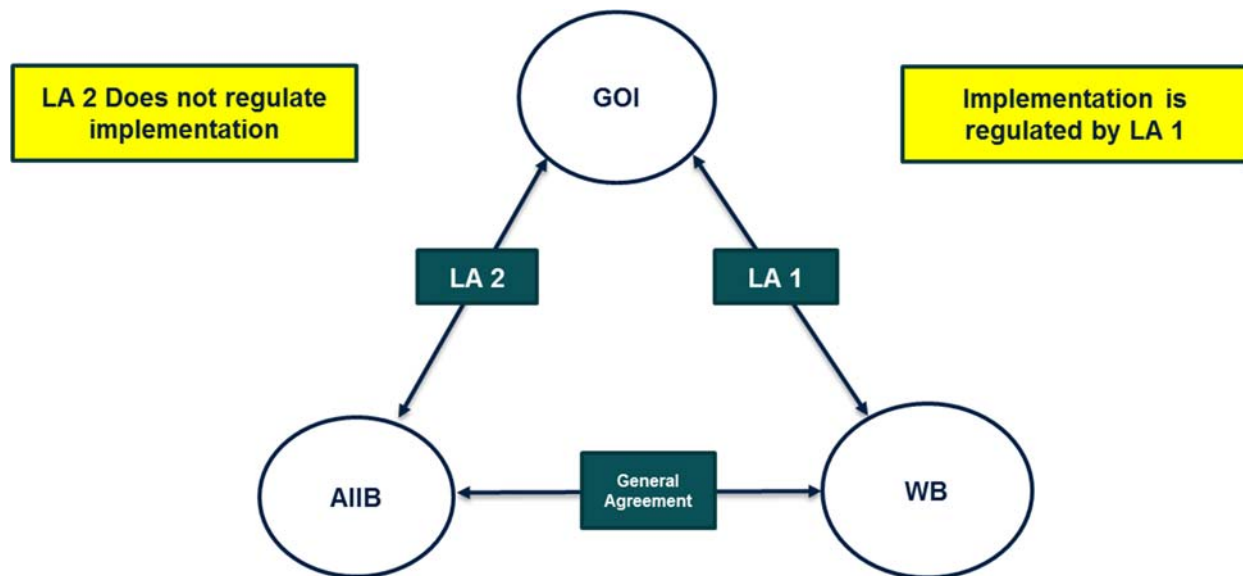 GOI
LA 2 Does not regulate
implementation
Implementation is
regulated by LA 1
LA 2
LA 1
AIIB
General
Agreement
WB